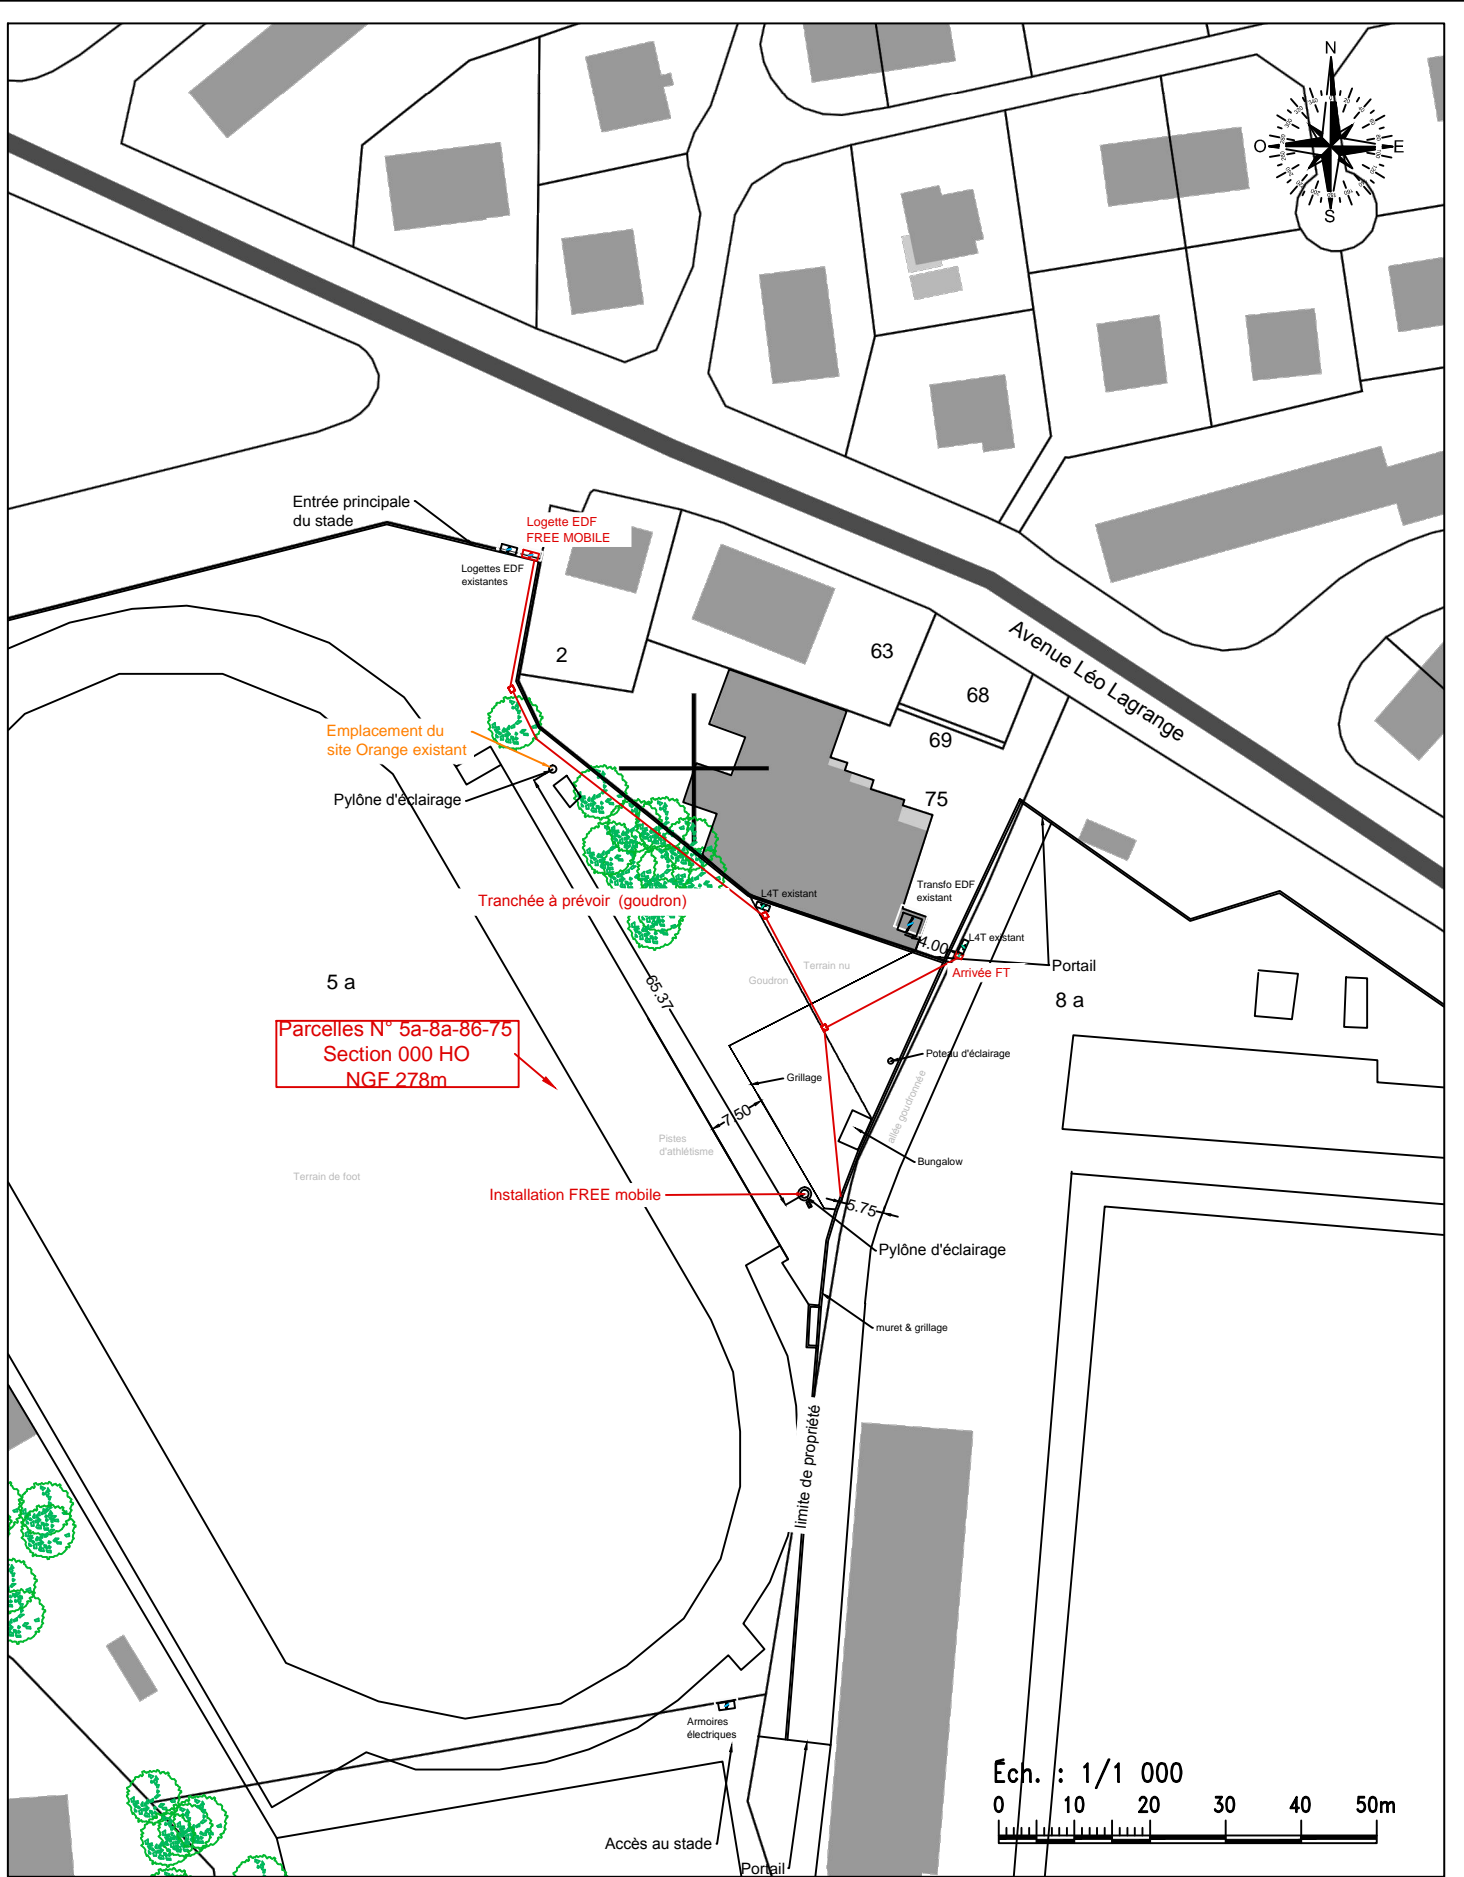 N
O
E
S
Entrée principale
du stade
Logette EDF
FREE MOBILE
Logettes EDF
existantes
2
63
68
69
75
Avenue Léo Lagrange
Emplacement du
site Orange existant
Pylône d'éclairage
Tranchée à prévoir (goudron)
L4T existant
Transfo EDF
existant
4.00
L4T existant
Arrivée FT
Portail
Terrain nu
Goudron
5 a
65.37
8 a
Parcelles N° 5a-8a-86-75
Section 000 HO
NGF 278m
Poteau d'éclairage
Grillage
allée goudronnée
7.50
Pistes
d'athlétisme
Bungalow
Terrain de foot
Installation FREE mobile
5.75
Pylône d'éclairage
muret & grillage
limite de propriété
Armoires
électriques
Accès au stade
Portail
Éch. : 1/1 000
0 10 20 30 40 50m